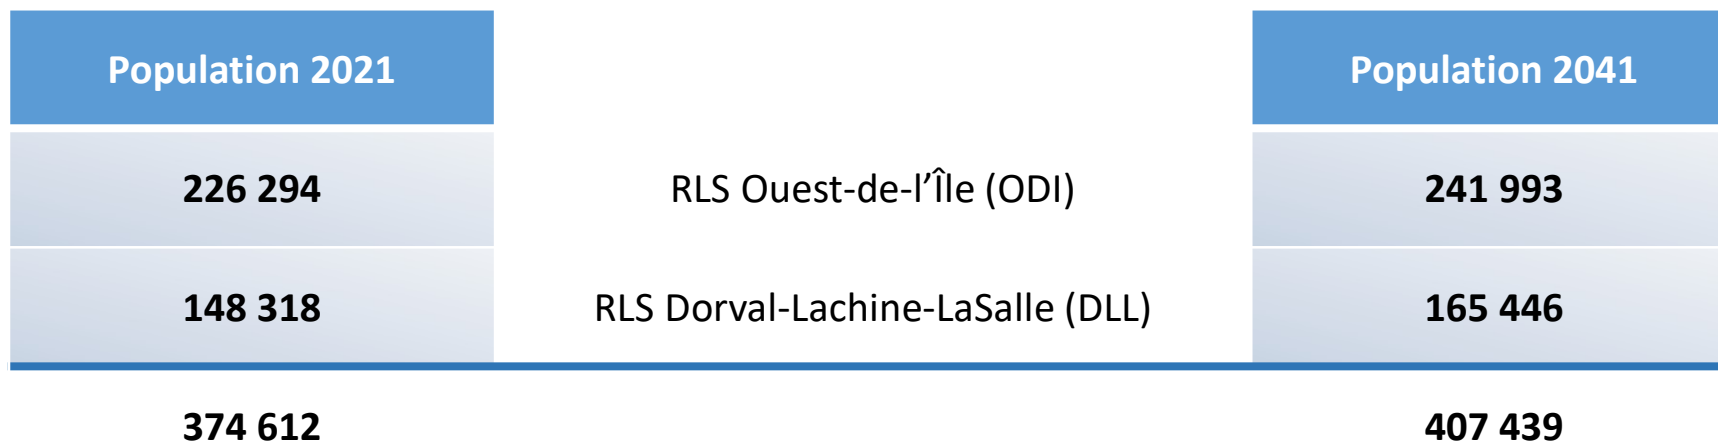 Population 2021 Population 2041
226 294 RLS Ouest-de-l’Île (ODI) 241 993
148 318 RLS Dorval-Lachine-LaSalle (DLL) 165 446
374 612 407 439